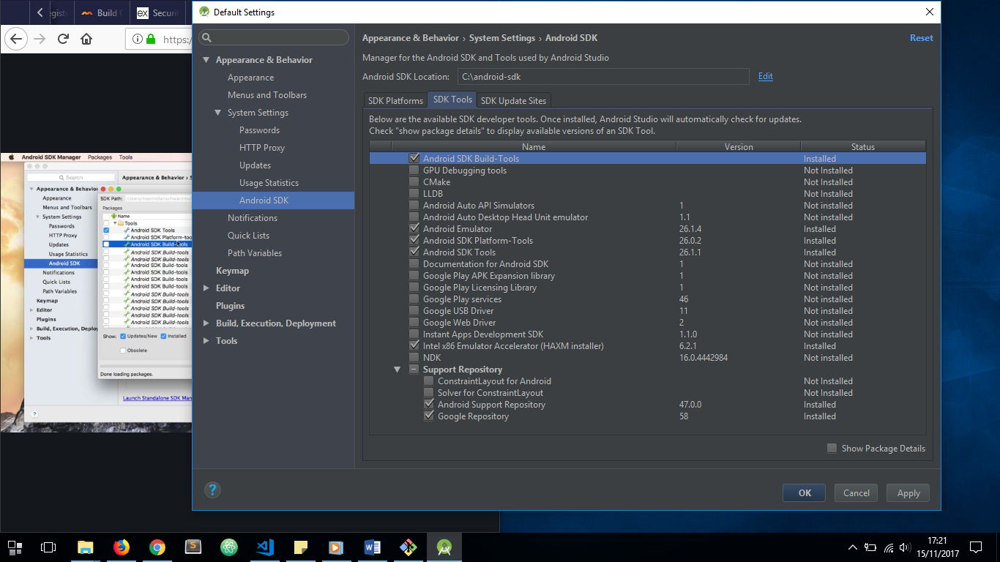 egist
Build
ex
Securi
https:/
Android SDK Manager Packages Tools
Search
Appearance & Behavior › S
Appearance & Behavior
Appearance
Menus and Toolbars
System Settings
Passwords
HTTP Proxy
Updates
Usage Statistics
Android SDK
Notifications
Quick Lists
Path Variables
Keymap
Editor
Plugins
Build, Execution, Deploy
Tools
SDK Path:
Packages
Name
Tools
Android SDK Tools
Android SDK Platform-too
Android SDK Build-tools
Android SDK Build-tools
Android SDK Build-tools
Android SDK Build-tools
Android SDK Build-tools
Android SDK Build-tools
Android SDK Build-tools
Android SDK Build-tools
Android SDK Build-tools
Android SDK Build-tools
Android SDK Build-tools
Android SDK Build-tools
Show: Updates/New Installed
Obsolete
Done loading packages.
Launch Standalone SDK Man
?
Default Settings
Appearance & Behavior
Appearance
Menus and Toolbars
System Settings
Passwords
HTTP Proxy
Updates
Usage Statistics
Android SDK
Notifications
Quick Lists
Path Variables
Keymap
Editor
Plugins
Build, Execution, Deployment
Tools
?
Appearance & Behavior › System Settings › Android SDK
Reset
Manager for the Android SDK and Tools used by Android Studio
Android SDK Location: C:\android-sdk Edit
SDK Platforms SDK Tools SDK Update Sites
Below are the available SDK developer tools. Once installed, Android Studio will automatically check for updates.
Check "show package details" to display available versions of an SDK Tool.
Name Version Status
Android SDK Build-Tools Installed
GPU Debugging tools Not Installed
CMake Not Installed
LLDB Not Installed
Android Auto API Simulators 1 Not installed
Android Auto Desktop Head Unit emulator 1.1 Not installed
Android Emulator 26.1.4 Installed
Android SDK Platform-Tools 26.0.2 Installed
Android SDK Tools 26.1.1 Installed
Documentation for Android SDK 1 Not installed
Google Play APK Expansion library 1 Not installed
Google Play Licensing Library 1 Not installed
Google Play services 46 Not installed
Google USB Driver 11 Not installed
Google Web Driver 2 Not installed
Instant Apps Development SDK 1.1.0 Not installed
Intel x86 Emulator Accelerator (HAXM installer) 6.2.1 Installed
NDK 16.0.4442984 Not installed
Support Repository
ConstraintLayout for Android Not Installed
Solver for ConstraintLayout Not Installed
Android Support Repository 47.0.0 Installed
Google Repository 58 Installed
Show Package Details
OK Cancel Apply
17:21
15/11/2017